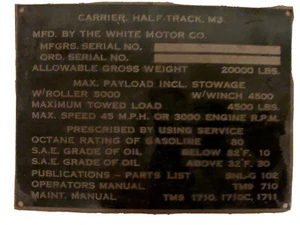 CARRIER, HALF-TRACK, M3
MFD. BY THE WHITE MOTOR CO.
MFGRS. SERIAL NO.
ORD. SERIAL NO.
ALLOWABLE GROSS WEIGHT 20000 LBS.
MAX. PAYLOAD INCL. STOWAGE
W/ROLLER 5000 W/WINCH 4500
MAXIMUM TOWED LOAD 4500 LBS.
MAX. SPEED 45 M.P.H. OR 3000 ENGINE R.P.M.
PRESCRIBED BY USING SERVICE
OCTANE RATING OF GASOLINE 80
S.A.E. GRADE OF OIL BELOW 32°F. 10
S.A.E. GRADE OF OIL ABOVE 32°F. 30
PUBLICATIONS - PARTS LIST SNL-G 102
OPERATORS MANUAL TM9 710
MAINT. MANUAL TM9 1710, 1710C, 1711